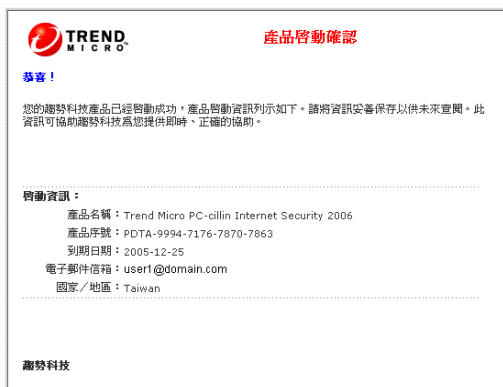 TREND
MICRO
產品啓動確認
恭喜！
您的趨勢科技產品已經啓動成功，產品啓動資訊列示如下。請將資訊妥善保存以供未來查閱。此
資訊可協助趨勢科技爲您提供即時、正確的協助。
啓動資訊：
產品名稱：Trend Micro PC-cillin Internet Security 2006
產品序號：PDTA-9994-7176-7870-7863
到期日期：2005-12-25
電子郵件信箱：user1@domain.com
國家／地區：Taiwan
趨勢科技